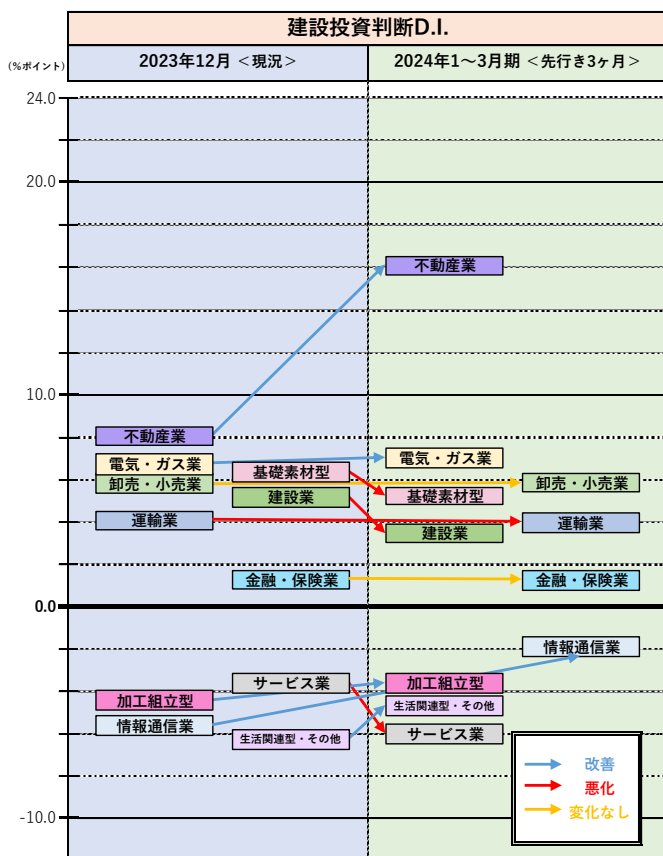 建設投資判断D.I.
(%ポイント)
2023年12月 ＜現況＞
2024年1～3月期 ＜先行き3ヶ月＞
24.0
20.0
不動産業
10.0
不動産業
電気・ガス業
電気・ガス業
基礎素材型
卸売・小売業
卸売・小売業
建設業
基礎素材型
運輸業
運輸業
建設業
金融・保険業
金融・保険業
0.0
情報通信業
サービス業
加工組立型
加工組立型
生活関連型・その他
情報通信業
生活関連型・その他
サービス業
改善
悪化
変化なし
-10.0